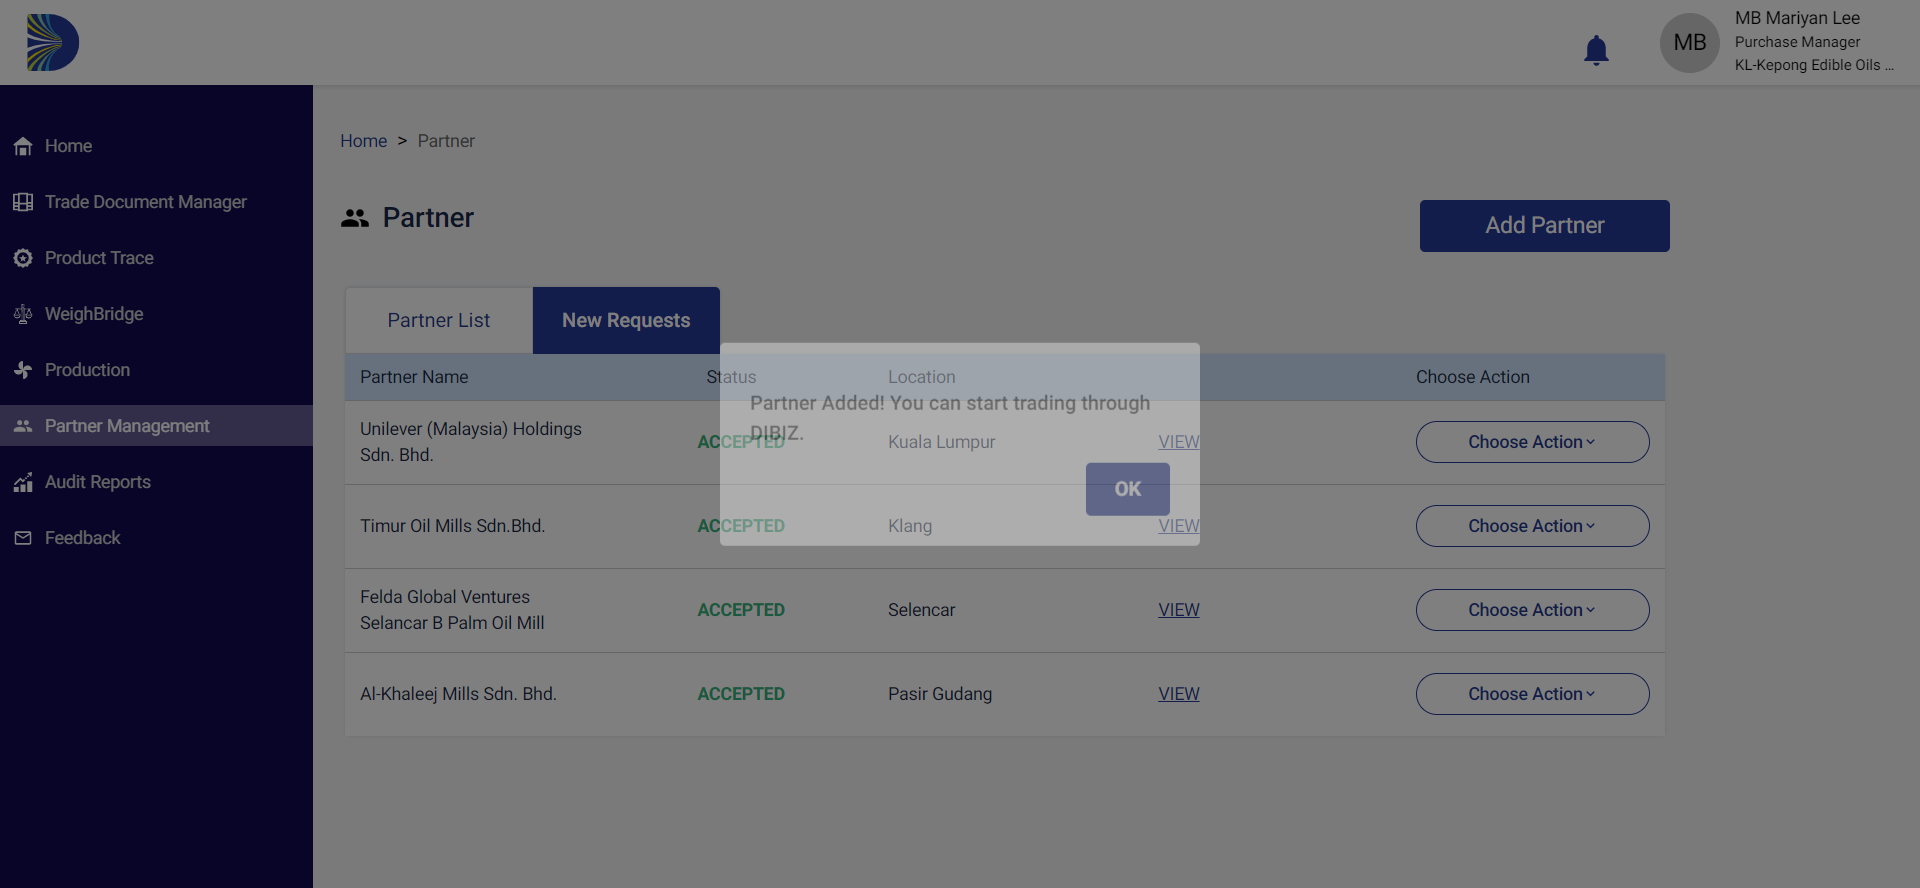 MB
MB Mariyan Lee
Purchase Manager
KL-Kepong Edible Oils ...
Home
Trade Document Manager
Product Trace
WeighBridge
Production
Partner Management
Audit Reports
Feedback
Home > Partner
Partner
Add Partner
Partner List
New Requests
Partner Name Status Location Choose Action
Partner Added! You can start trading through
DIBIZ.
OK
Unilever (Malaysia) Holdings
Sdn. Bhd.
ACCEPTED Kuala Lumpur VIEW Choose Action
Timur Oil Mills Sdn.Bhd. ACCEPTED Klang VIEW Choose Action
Felda Global Ventures
Selancar B Palm Oil Mill
ACCEPTED Selencar VIEW Choose Action
Al-Khaleej Mills Sdn. Bhd. ACCEPTED Pasir Gudang VIEW Choose Action